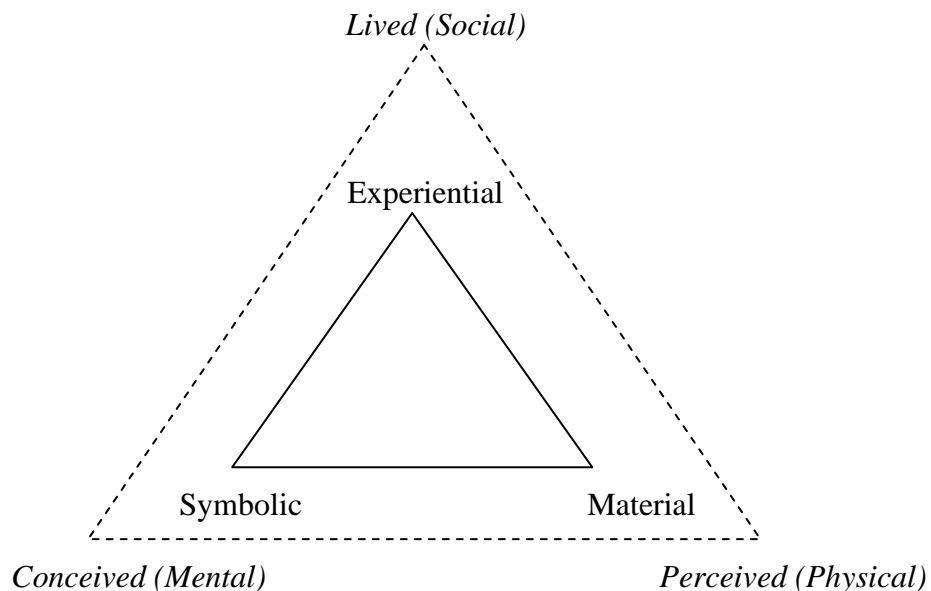 Lived (Social)
Experiential
Symbolic
Material
Conceived (Mental)
Perceived (Physical)